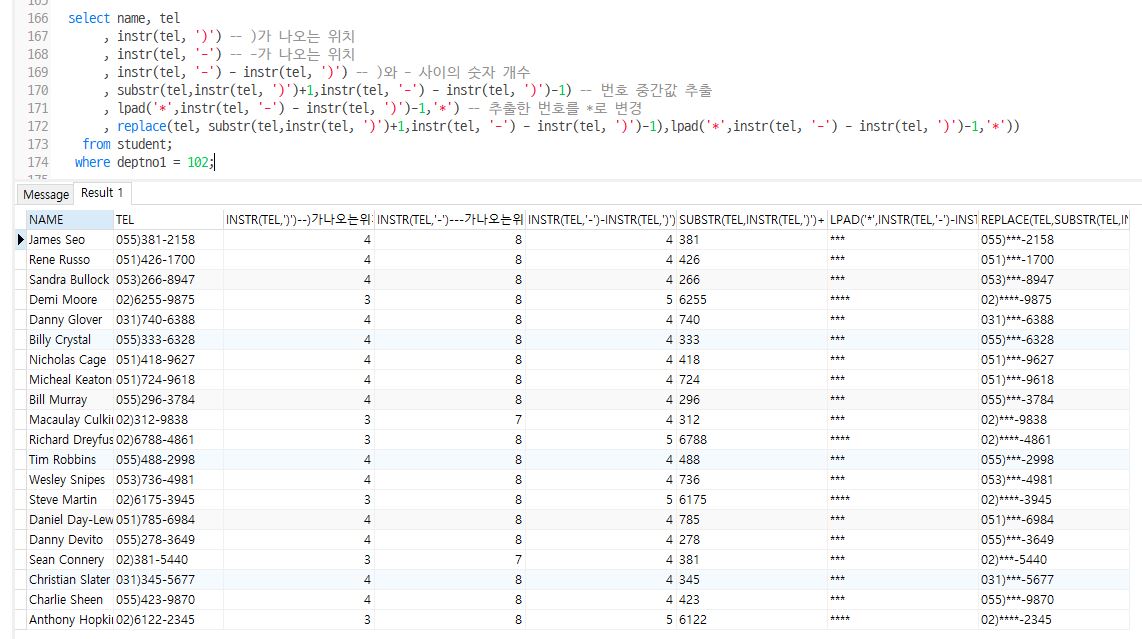 166 select name, tel
167 , instr(tel, ')') -- )가 나오는 위치
168 , instr(tel, '-') -- -가 나오는 위치
169 , instr(tel, '-') - instr(tel, ')') -- )와 - 사이의 숫자 개수
170 , substr(tel,instr(tel, ')')+1,instr(tel, '-') - instr(tel, ')')-1) -- 번호 중간값 추출
171 , lpad('*',instr(tel, '-') - instr(tel, ')')-1,'*') -- 추출한 번호를 *로 변경
172 , replace(tel, substr(tel,instr(tel, ')')+1,instr(tel, '-') - instr(tel, ')')-1),lpad('*',instr(tel, '-') - instr(tel, ')')-1,'*'))
173 from student;
174 where deptno1 = 102;
Message Result 1
NAME TEL INSTR(TEL,')')--)가나오는위 INSTR(TEL,'-')---가나오는위 INSTR(TEL,'-')-INSTR(TEL,')') SUBSTR(TEL,INSTR(TEL,')')+ LPAD('*',INSTR(TEL,'-')-INST REPLACE(TEL,SUBSTR(TEL,IN
James Seo 055)381-2158 4 8 4 381 *** 055)***-2158
Rene Russo 051)426-1700 4 8 4 426 *** 051)***-1700
Sandra Bullock 053)266-8947 4 8 4 266 *** 053)***-8947
Demi Moore 02)6255-9875 3 8 5 6255 **** 02)****-9875
Danny Glover 031)740-6388 4 8 4 740 *** 031)***-6388
Billy Crystal 055)333-6328 4 8 4 333 *** 055)***-6328
Nicholas Cage 051)418-9627 4 8 4 418 *** 051)***-9627
Micheal Keaton 051)724-9618 4 8 4 724 *** 051)***-9618
Bill Murray 055)296-3784 4 8 4 296 *** 055)***-3784
Macaulay Culki 02)312-9838 3 7 4 312 *** 02)***-9838
Richard Dreyfus 02)6788-4861 3 8 5 6788 **** 02)****-4861
Tim Robbins 055)488-2998 4 8 4 488 *** 055)***-2998
Wesley Snipes 053)736-4981 4 8 4 736 *** 053)***-4981
Steve Martin 02)6175-3945 3 8 5 6175 **** 02)****-3945
Daniel Day-Lew 051)785-6984 4 8 4 785 *** 051)***-6984
Danny Devito 055)278-3649 4 8 4 278 *** 055)***-3649
Sean Connery 02)381-5440 3 7 4 381 *** 02)***-5440
Christian Slater 031)345-5677 4 8 4 345 *** 031)***-5677
Charlie Sheen 055)423-9870 4 8 4 423 *** 055)***-9870
Anthony Hopki 02)6122-2345 3 8 5 6122 **** 02)****-2345